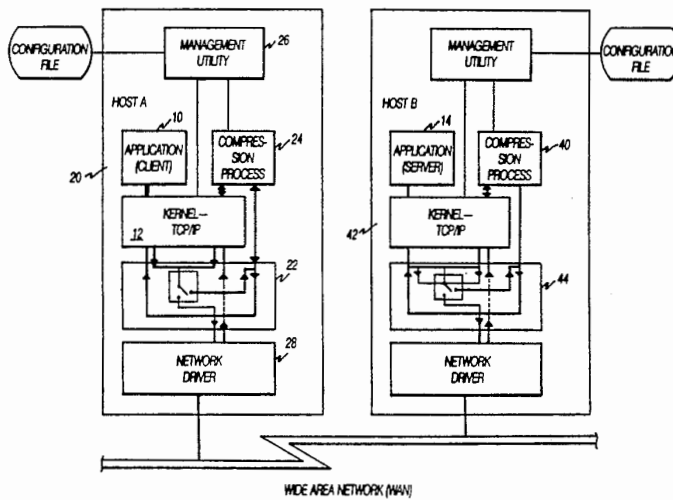 CONFIGURATION
FILE
MANAGEMENT
UTILITY
26
HOST A
10
APPLICATION
(CLIENT)
COMPRES-
SION
PROCESS
24
20
KERNEL—
TCP/IP
12
22
NETWORK
DRIVER
28
MANAGEMENT
UTILITY
CONFIGURATION
FILE
HOST B
14
APPLICATION
(SERVER)
COMPRES-
SION
PROCESS
40
KERNEL—
TCP/IP
42
44
NETWORK
DRIVER
WIDE AREA NETWORK (WAN)